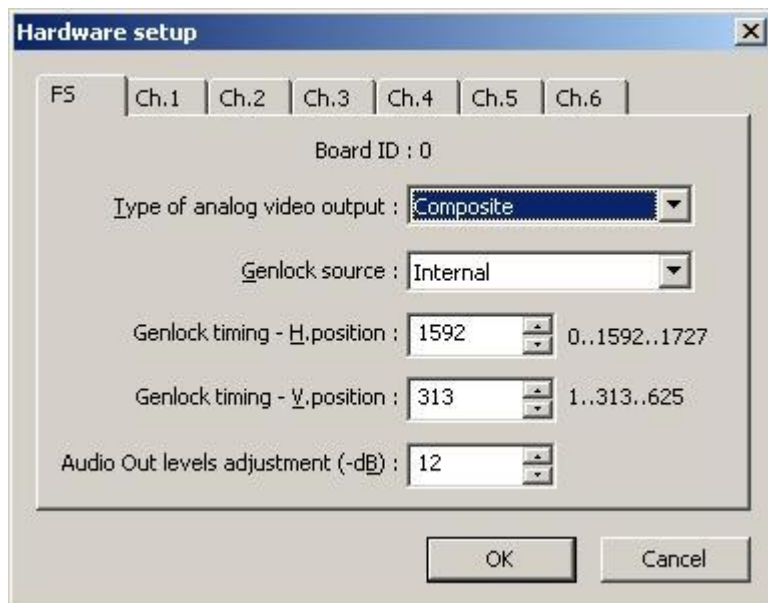 Hardware setup
FS Ch.1 Ch.2 Ch.3 Ch.4 Ch.5 Ch.6
Board ID : 0
Type of analog video output : Composite
Genlock source : Internal
Genlock timing - H.position : 1592 0..1592..1727
Genlock timing - V.position : 313 1..313..625
Audio Out levels adjustment (-dB) : 12
OK Cancel